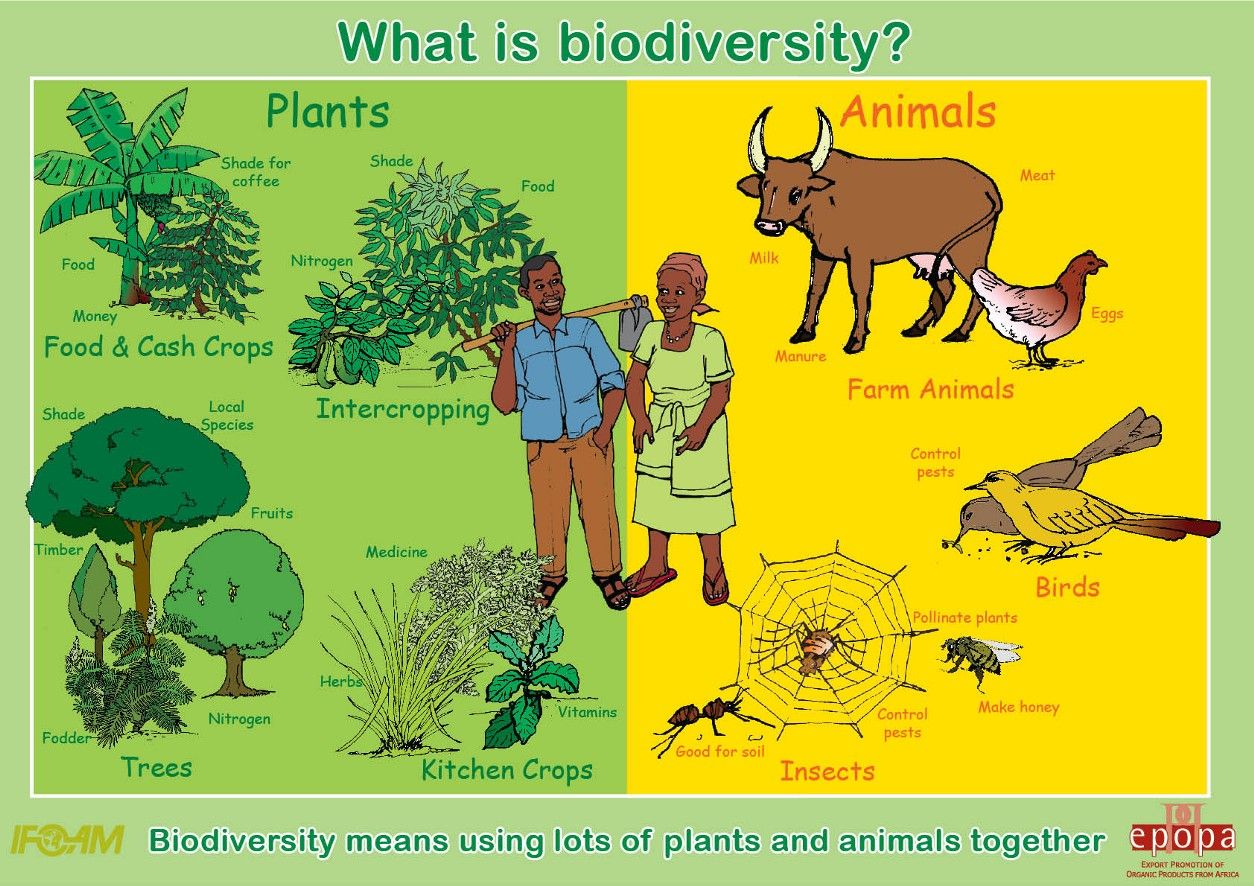 What is biodiversity?
Plants
Shade for
coffee
Food
Money
Food & Cash Crops
Shade
Food
Nitrogen
Intercropping
Shade
Local
Species
Fruits
Timber
Nitrogen
Fodder
Trees
Medicine
Herbs
Vitamins
Kitchen Crops
Animals
Meat
Milk
Eggs
Manure
Farm Animals
Control
pests
Birds
Pollinate plants
Make honey
Control
pests
Good for soil
Insects
IFOAM
Biodiversity means using lots of plants and animals together
epopa
Export Promotion of
Organic Products from Africa